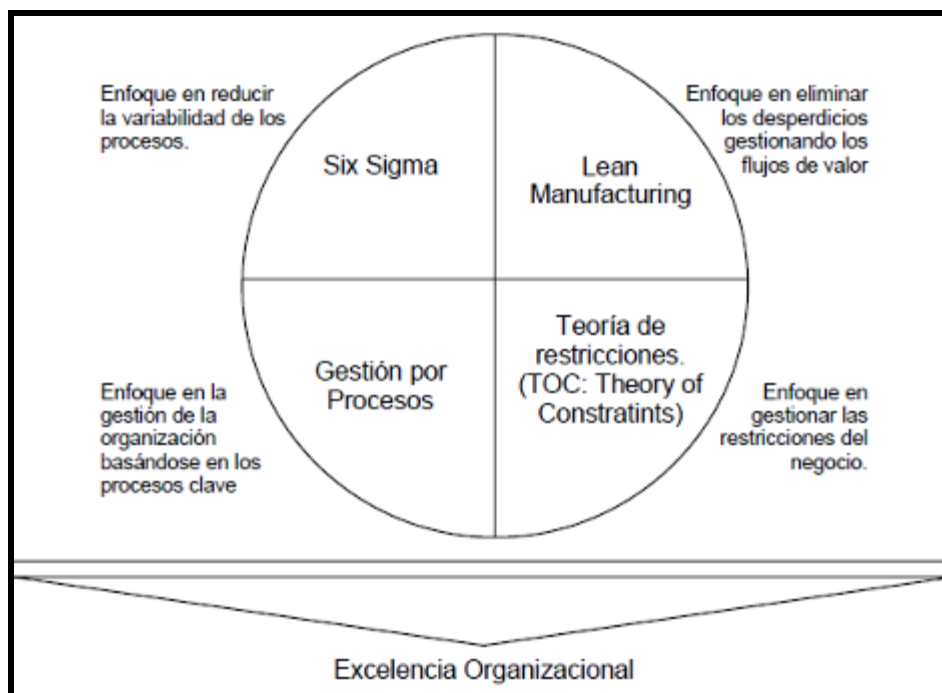 Enfoque en reducir
la variabilidad de los
procesos.
Six Sigma
Lean
Manufacturing
Enfoque en eliminar
los desperdicios
gestionando los
flujos de valor
Enfoque en la
gestión de la
organización
basándose en los
procesos clave
Gestión por
Procesos
Teoría de
restricciones.
(TOC: Theory of
Constratints)
Enfoque en
gestionar las
restricciones del
negocio.
Excelencia Organizacional